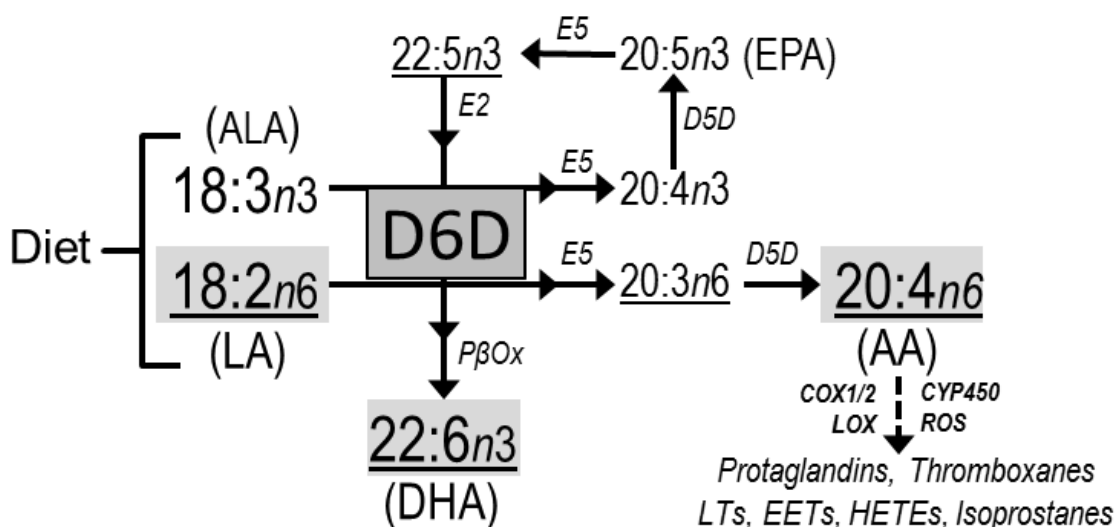 E5
22:5n3 20:5n3 (EPA)
E2 D5D
(ALA)
18:3n3 E5 20:4n3
Diet D6D
18:2n6 E5 20:3n6 D5D 20:4n6
(LA) PβOx (AA)
COX1/2 CYP450
LOX ROS
22:6n3
(DHA)
Protaglandins, Thromboxanes
LTs, EETs, HETEs, Isoprostanes